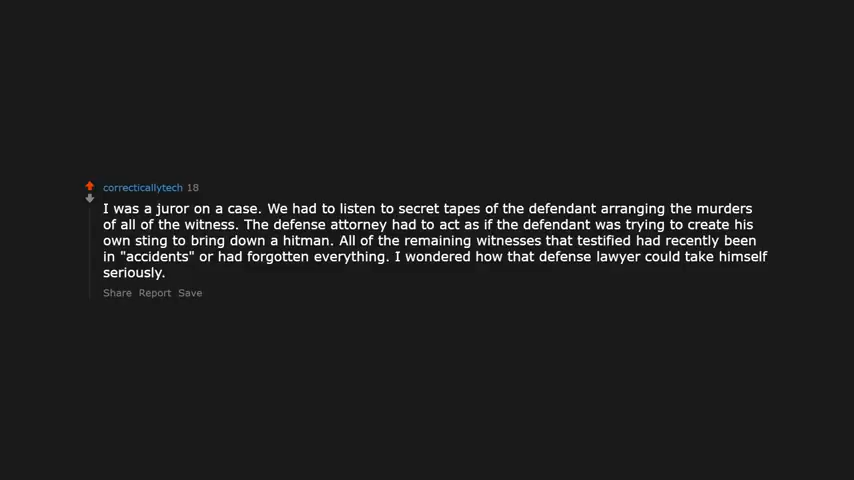 correcticallytech 18
I was a juror on a case. We had to listen to secret tapes of the defendant arranging the murders
of all of the witness. The defense attorney had to act as if the defendant was trying to create his
own sting to bring down a hitman. All of the remaining witnesses that testified had recently been
in "accidents" or had forgotten everything. I wondered how that defense lawyer could take himself
seriously.
Share Report Save